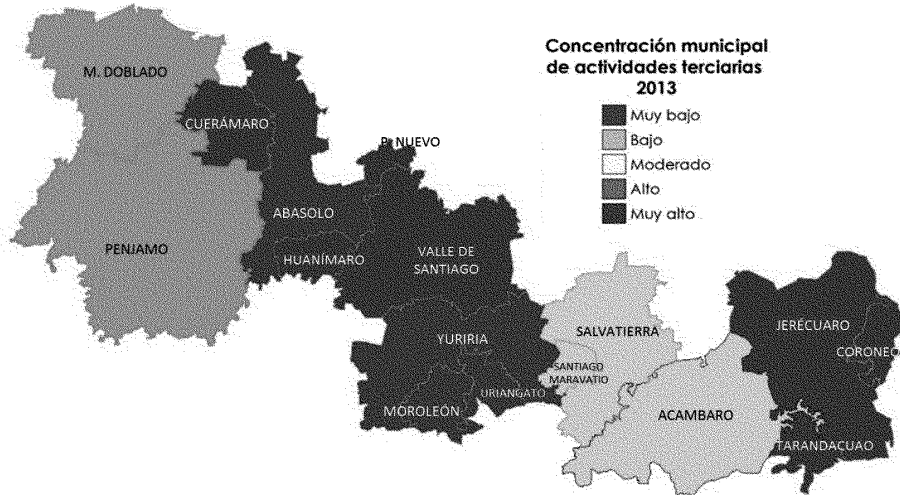 Concentración municipal
de actividades terciarias
2013
Muy bajo
Bajo
Moderado
Alto
Muy alto
M. DOBLADO
CUERÁMARO
P. NUEVO
ABASOLO
PENJAMO
HUANÍMARO
VALLE DE
SANTIAGO
YURIRIA
SALVATIERRA
JERÉCUARO
CORONEO
SANTIAGO
MARAVATIO
URIANGATO
MOROLEÓN
ACAMBARO
TARANDACUAO